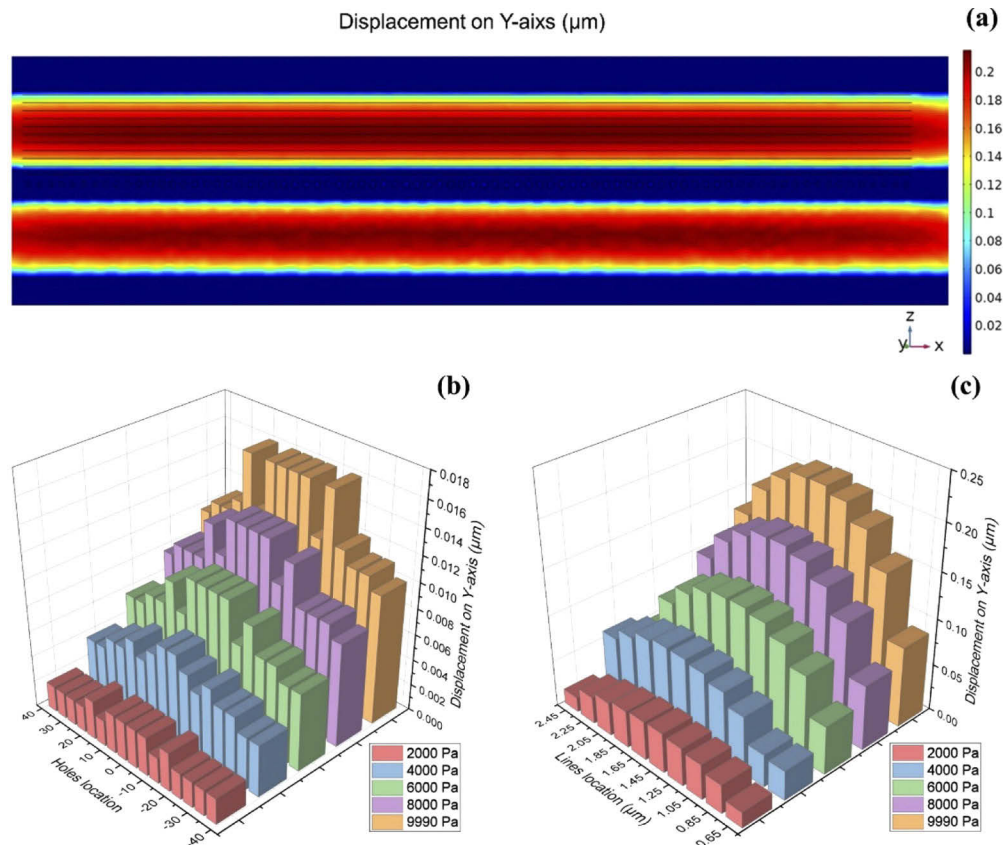 Displacement on Y-aixs (μm)
(a)
0.2
0.18
0.16
0.14
0.12
0.1
0.08
0.06
0.04
0.02
z
y
x
(b)
0.018
0.016
0.014
0.012
0.010
0.008
0.006
0.004
0.002
0.000
Displacement on Y-axis (μm)
40
30
20
10
0
-10
-20
-30
-40
Holes location
2000 Pa
4000 Pa
6000 Pa
8000 Pa
9990 Pa
(c)
0.25
0.20
0.15
0.10
0.05
0.00
Displacement on Y-axis (μm)
2.45
2.25
2.05
1.85
1.65
1.45
1.25
1.05
0.85
0.65
Lines location (μm)
2000 Pa
4000 Pa
6000 Pa
8000 Pa
9990 Pa